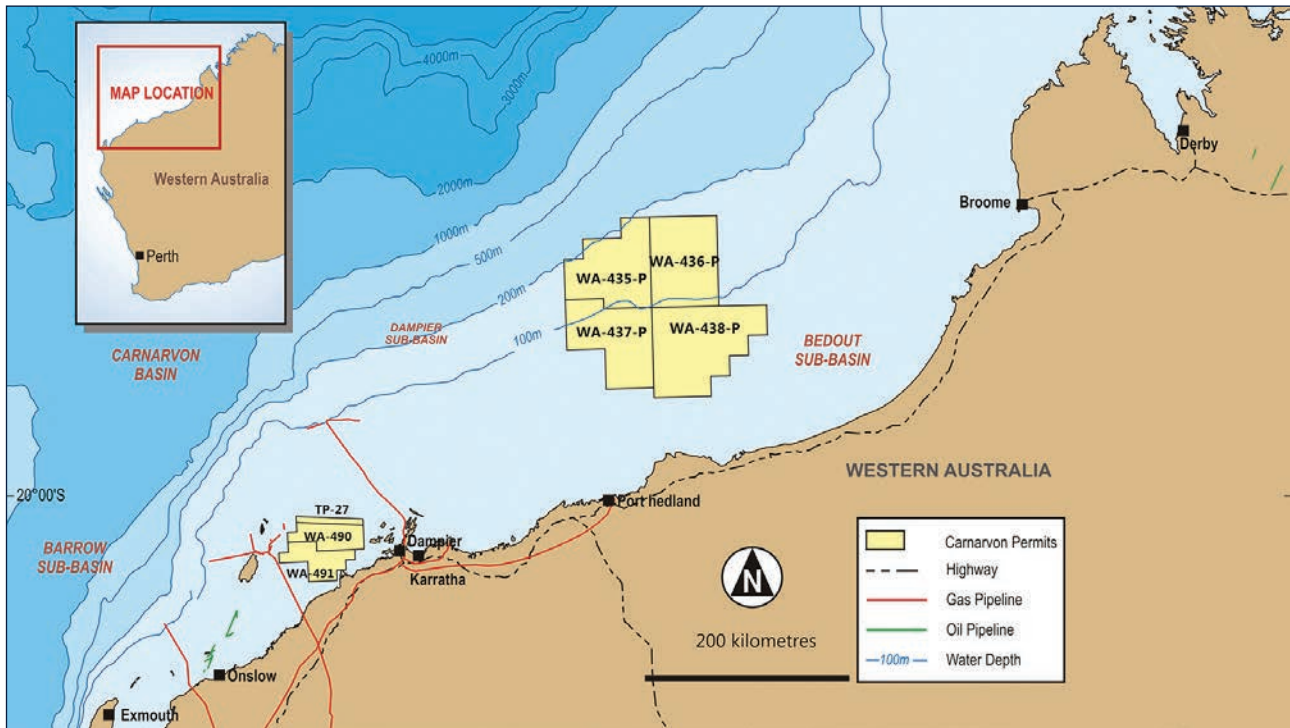 MAP LOCATION
Western Australia
Perth
4000m
3000m
2000m
1000m
500m
200m
100m
Derby
Broome
WA-435-P
WA-436-P
WA-437-P
WA-438-P
DAMPIER
SUB-BASIN
CARNARVON
BASIN
BEDOUT
SUB-BASIN
WESTERN AUSTRALIA
20°00'S
Port hedland
TP-27
WA-490
WA-491
Dampier
Karratha
BARROW
SUB-BASIN
Onslow
Exmouth
N
200 kilometres
Carnarvon Permits
Highway
Gas Pipeline
Oil Pipeline
100m
Water Depth